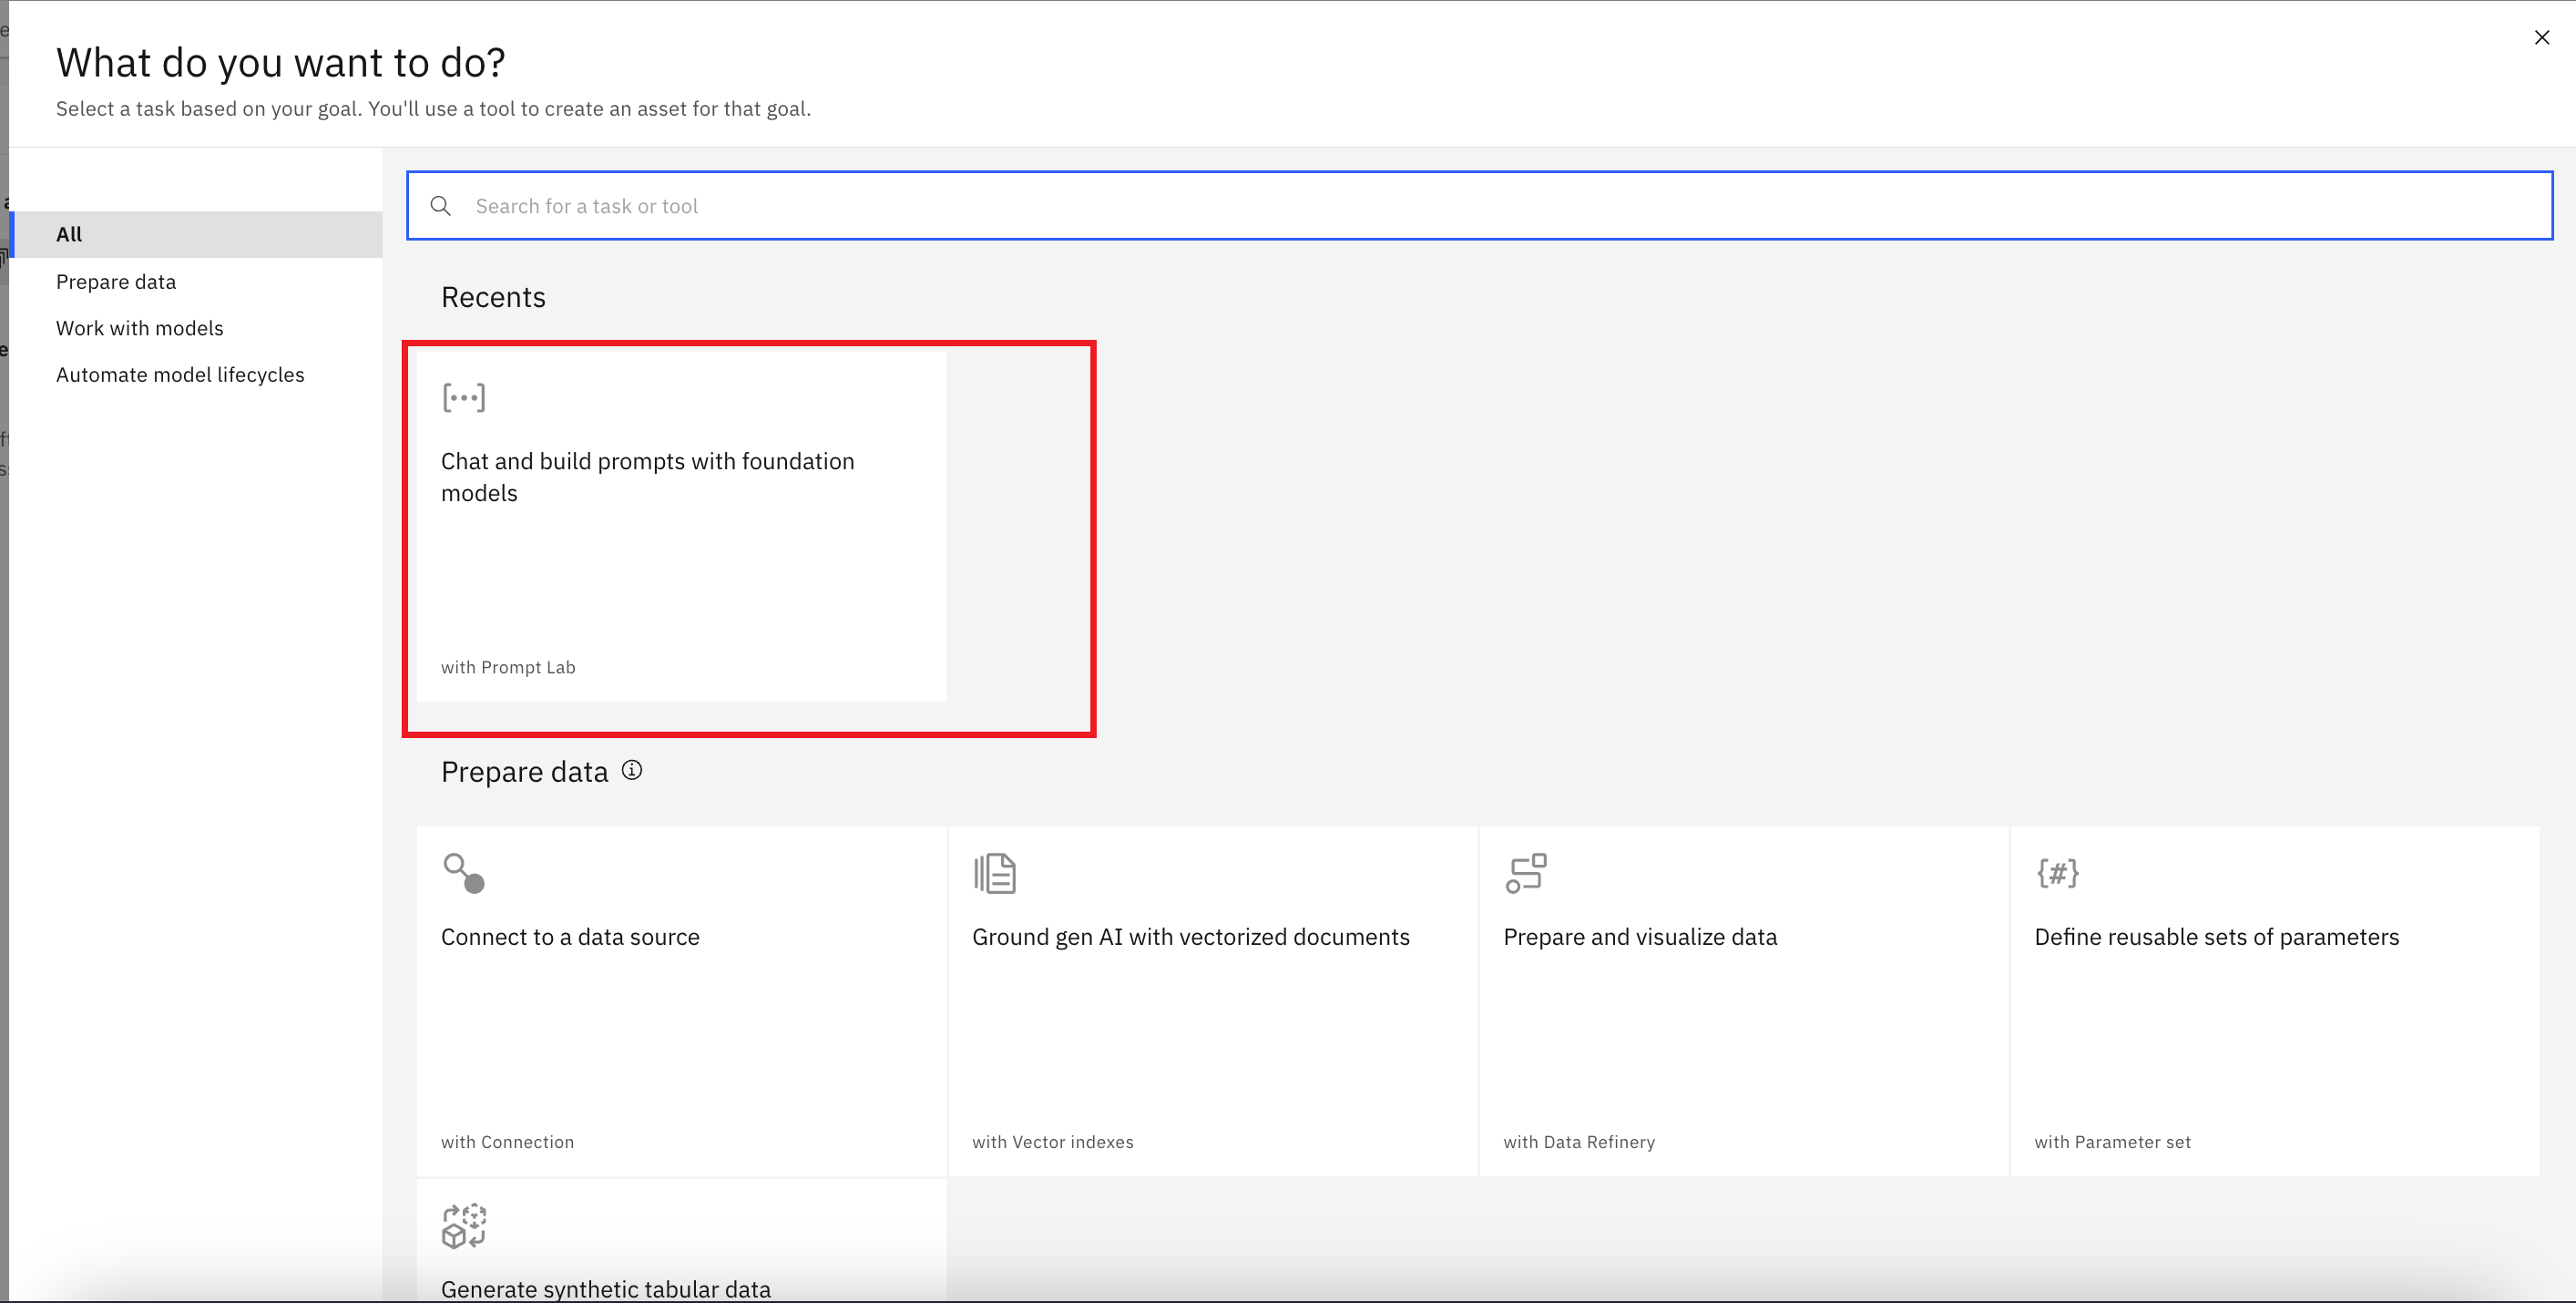 What do you want to do?
Select a task based on your goal. You'll use a tool to create an asset for that goal.
All
Prepare data
Work with models
Automate model lifecycles
Search for a task or tool
Recents
Chat and build prompts with foundation
models
with Prompt Lab
Prepare data
Connect to a data source
with Connection
Ground gen AI with vectorized documents
with Vector indexes
Prepare and visualize data
with Data Refinery
{#}
Define reusable sets of parameters
with Parameter set
Generate synthetic tabular data